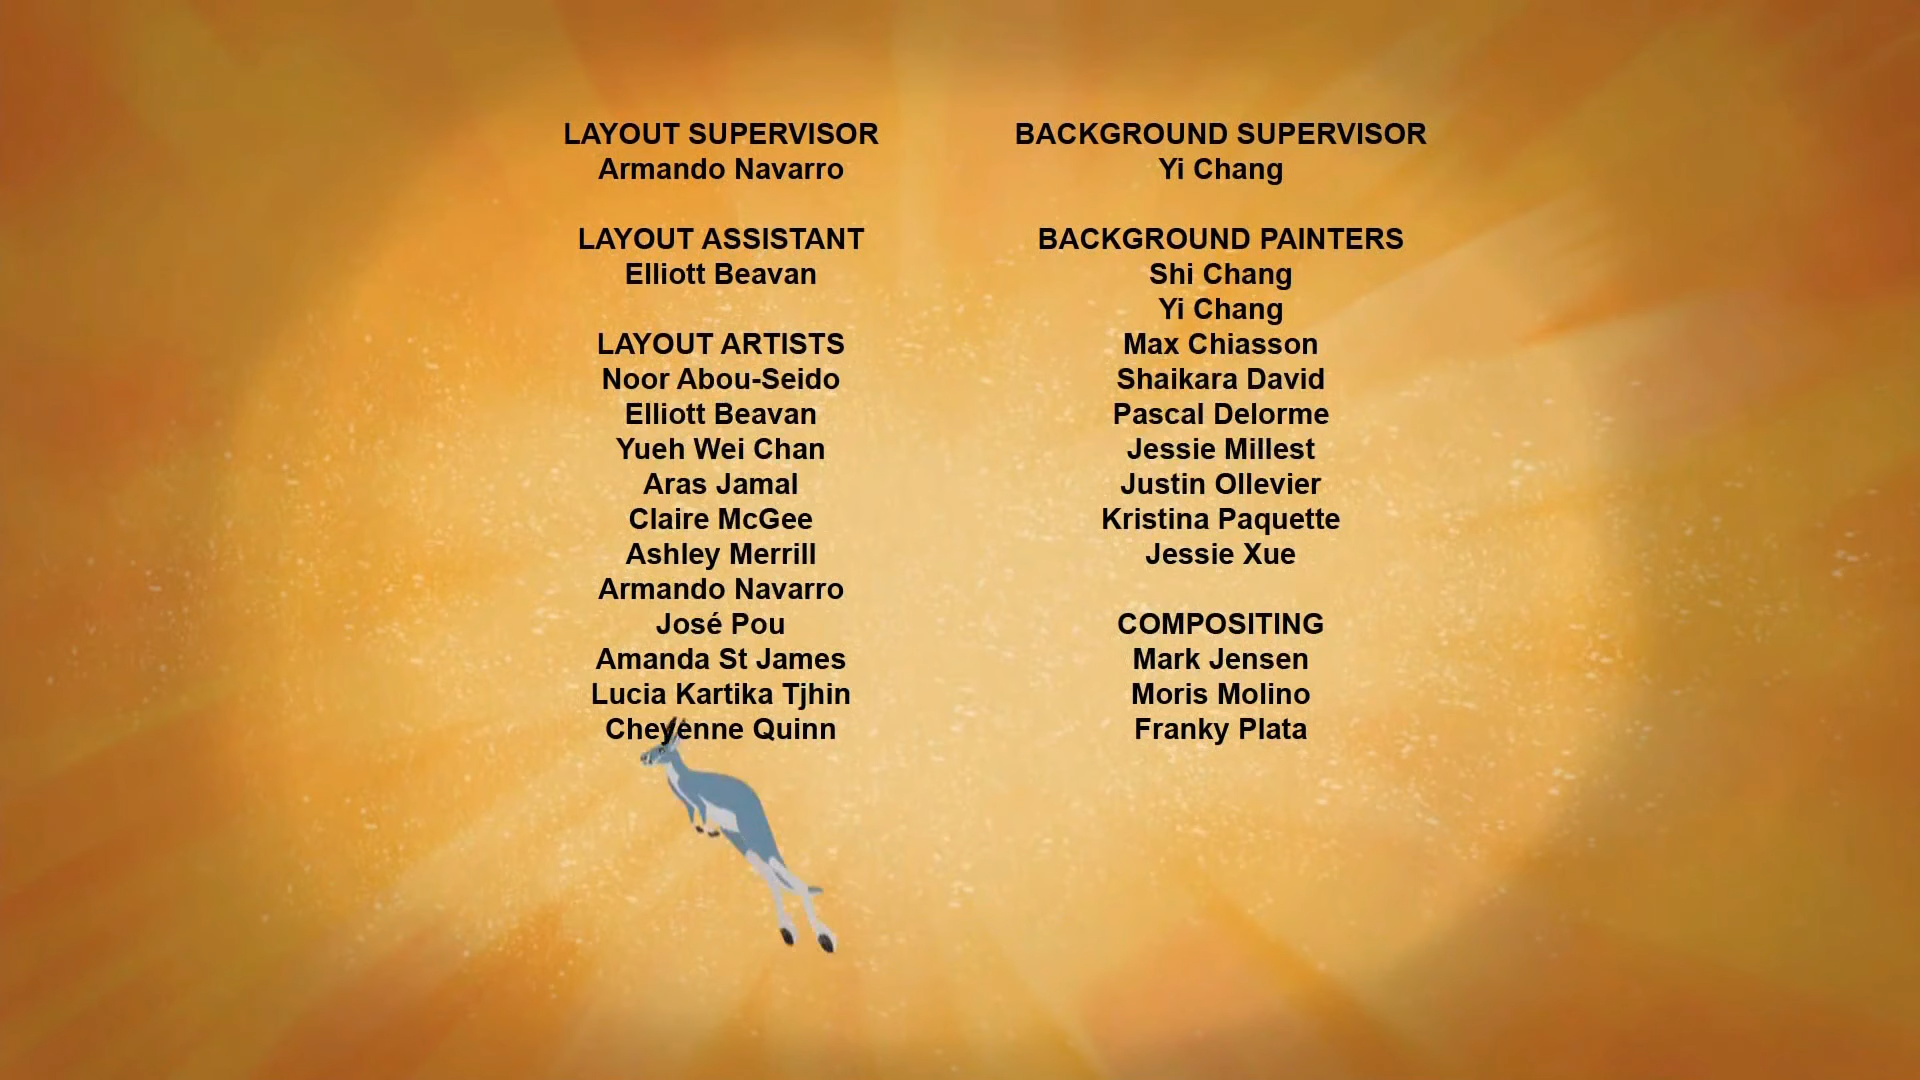 LAYOUT SUPERVISOR
Armando Navarro
LAYOUT ASSISTANT
Elliott Beavan
LAYOUT ARTISTS
Noor Abou-Seido
Elliott Beavan
Yueh Wei Chan
Aras Jamal
Claire McGee
Ashley Merrill
Armando Navarro
José Pou
Amanda St James
Lucia Kartika Tjhin
Cheyenne Quinn
BACKGROUND SUPERVISOR
Yi Chang
BACKGROUND PAINTERS
Shi Chang
Yi Chang
Max Chiasson
Shaikara David
Pascal Delorme
Jessie Millest
Justin Ollevier
Kristina Paquette
Jessie Xue
COMPOSITING
Mark Jensen
Moris Molino
Franky Plata